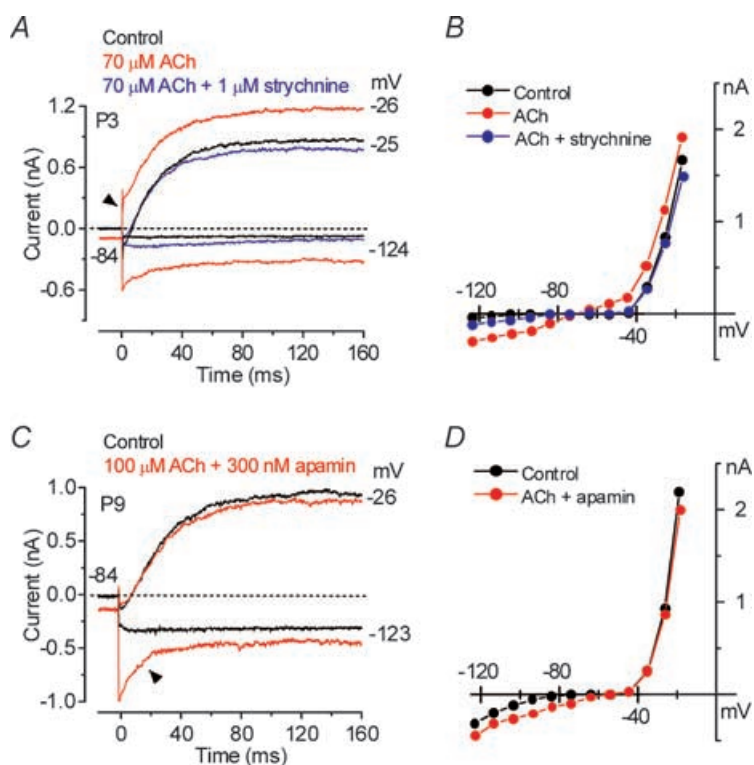 A
Control
70 µM ACh
70 µM ACh + 1 µM strychnine
mV
P3
1.2
0.6
0.0
-0.6
Current (nA)
-84
-26
-25
-124
0 40 80 120 160
Time (ms)
B
nA
Control
ACh
ACh + strychnine
2
1
-120 -80
-40
mV
C
Control
100 µM ACh + 300 nM apamin
mV
P9
1.0
0.5
0.0
-0.5
-1.0
Current (nA)
-84
-26
-123
0 40 80 120 160
Time (ms)
D
nA
Control
ACh + apamin
2
1
-120 -80
-40
mV